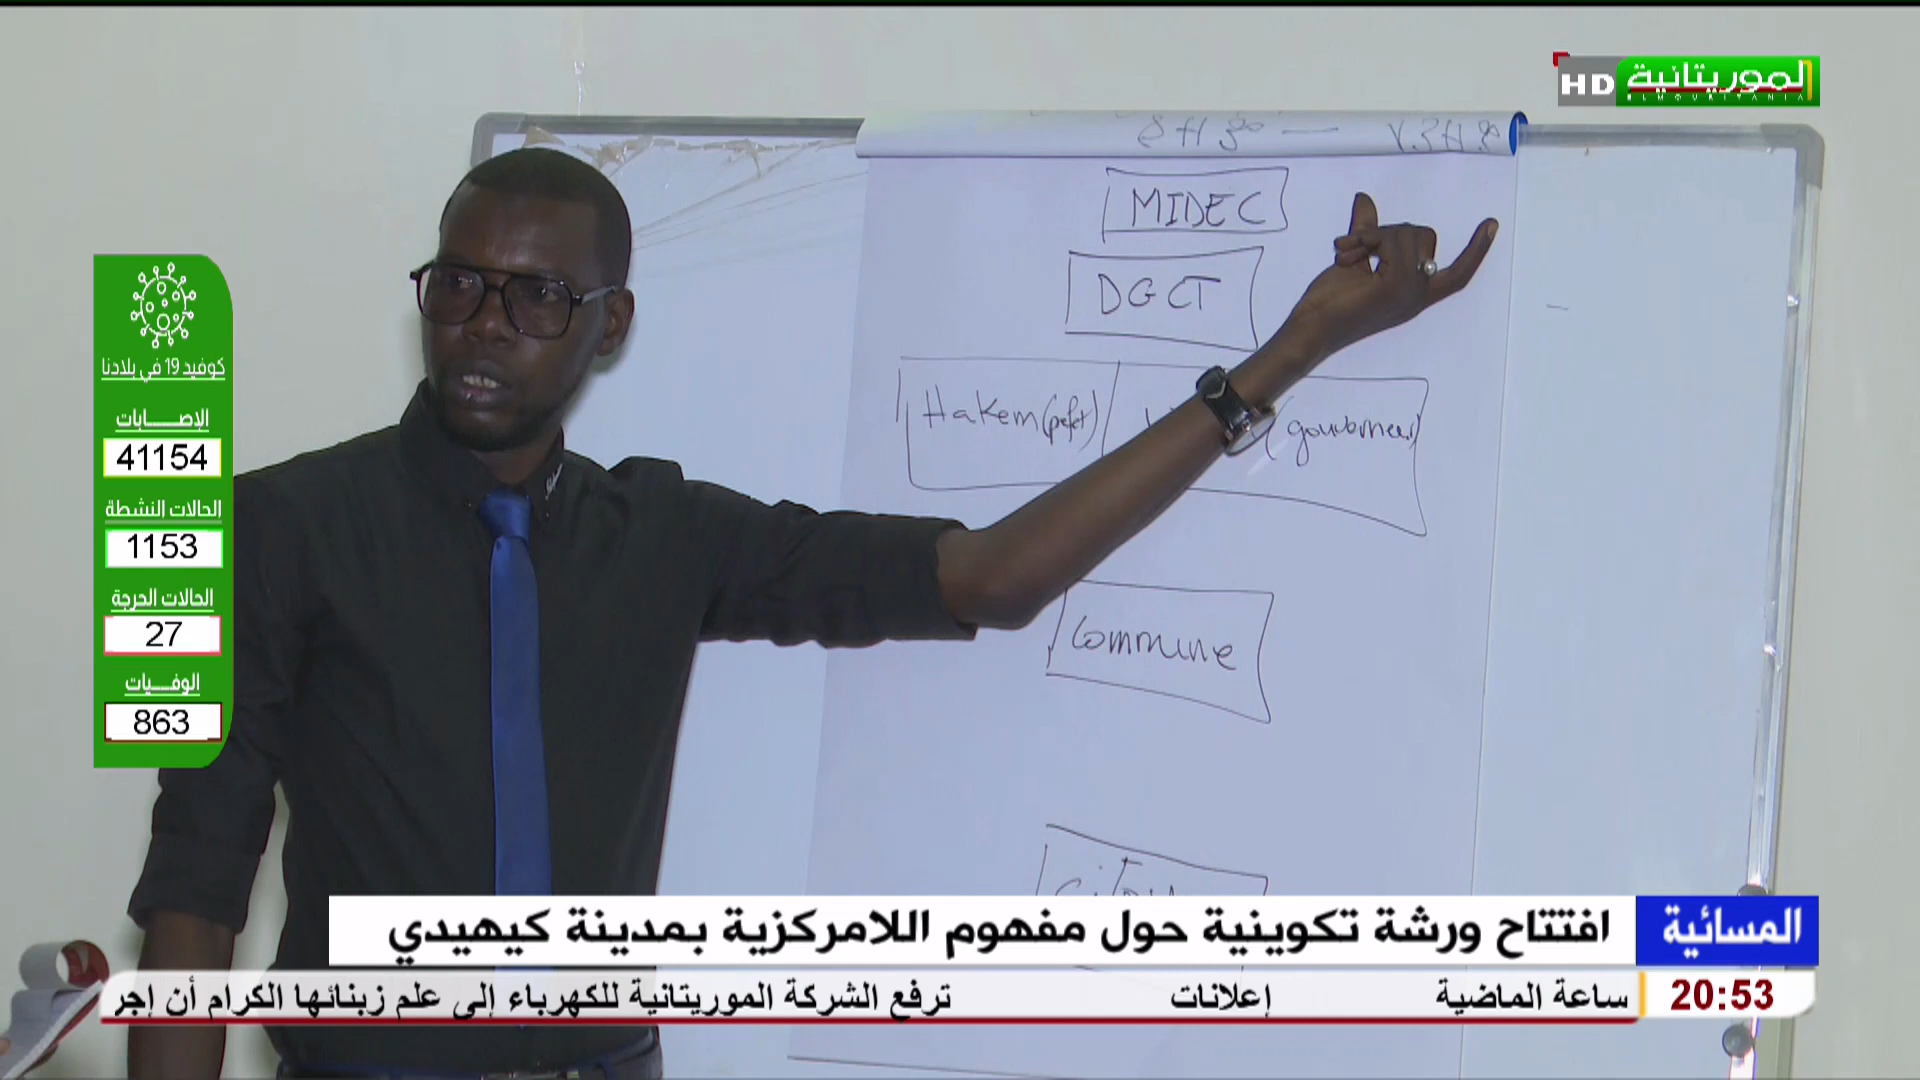 HD الموريتانية
ELMOURITANIA
MIDEC
DGCT
Hakem
Commune
كوفيد 19 في بلادنا
الإصابات
41154
الحالات النشطة
1153
الحالات الحرجة
27
الوفيات
863
المسائية
افتتاح ورشة تكوينية حول مفهوم اللامركزية بمدينة كيهيدي
20:53
ساعة الماضية
إعلانات
ترفع الشركة الموريتانية للكهرباء إلى علم زبنائها الكرام أن إجر